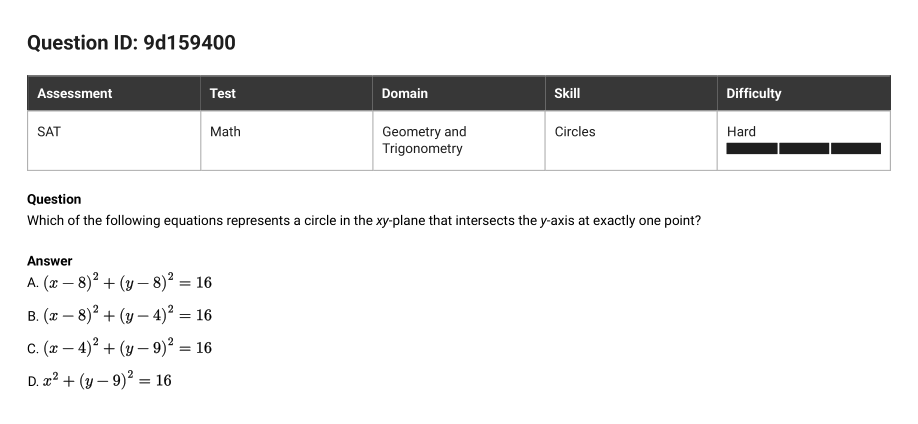 Question ID: 9d159400
Assessment Test Domain Skill Difficulty
SAT Math Geometry and Trigonometry Circles Hard
Question
Which of the following equations represents a circle in the xy-plane that intersects the y-axis at exactly one point?
Answer
A. (x − 8)² + (y − 8)² = 16
B. (x − 8)² + (y − 4)² = 16
C. (x − 4)² + (y − 9)² = 16
D. x² + (y − 9)² = 16